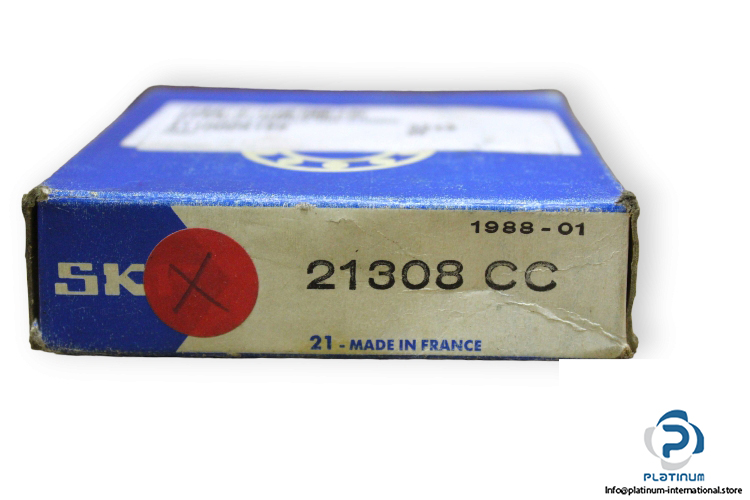 1988-01
SK
X
21308 CC
21 - MADE IN FRANCE
PLATINUM
Info@platinum-international.store